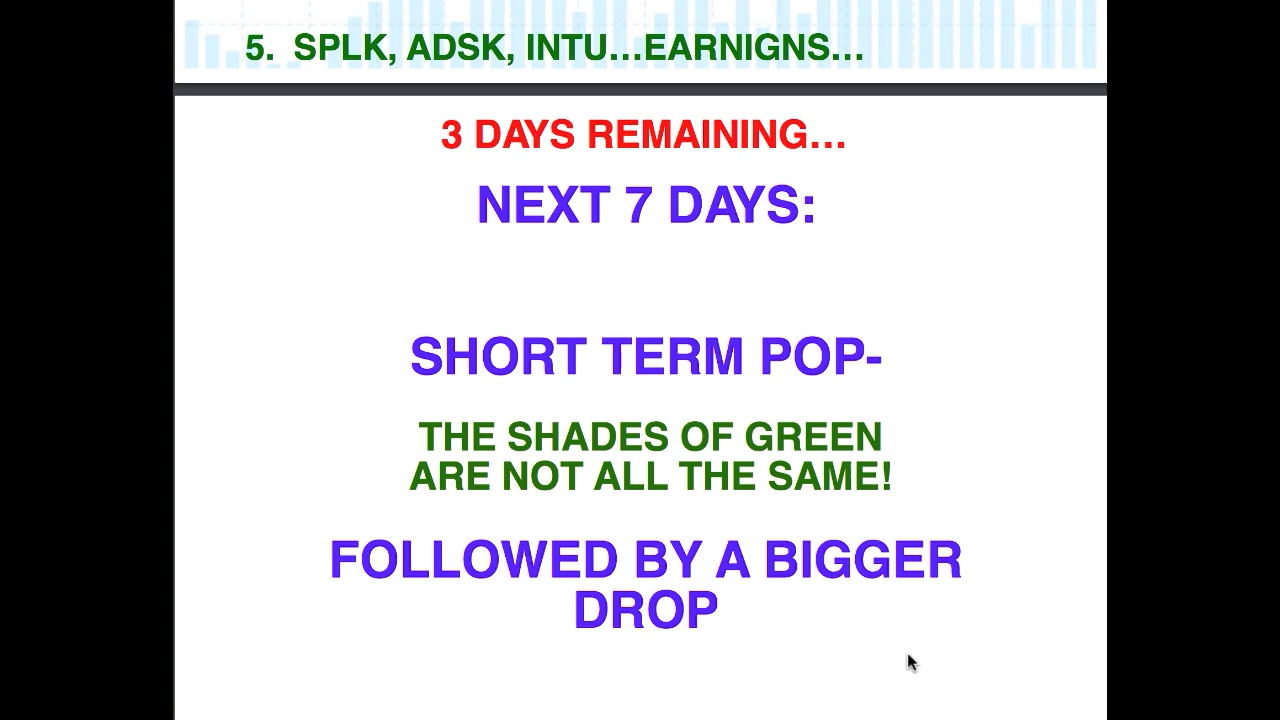 5. SPLK, ADSK, INTU...EARNIGNS...
3 DAYS REMAINING...
NEXT 7 DAYS:
SHORT TERM POP-
THE SHADES OF GREEN
ARE NOT ALL THE SAME!
FOLLOWED BY A BIGGER
DROP